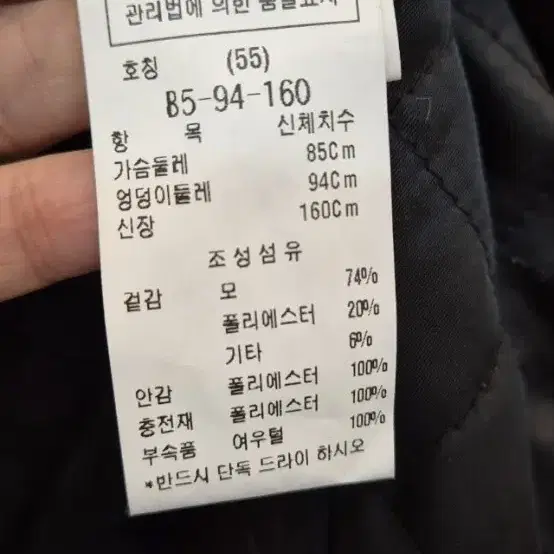 관리법에 의한 품질표시
호칭 (55)
85-94-160
항 목 신체치수
가슴둘레 85Cm
엉덩이둘레 94Cm
신장 160Cm
조성섬유
겉감 모 74%
폴리에스터 20%
기타 6%
안감 폴리에스터 100%
충전재 폴리에스터 100%
부속품 여우털 100%
*반드시 단독 드라이 하시오